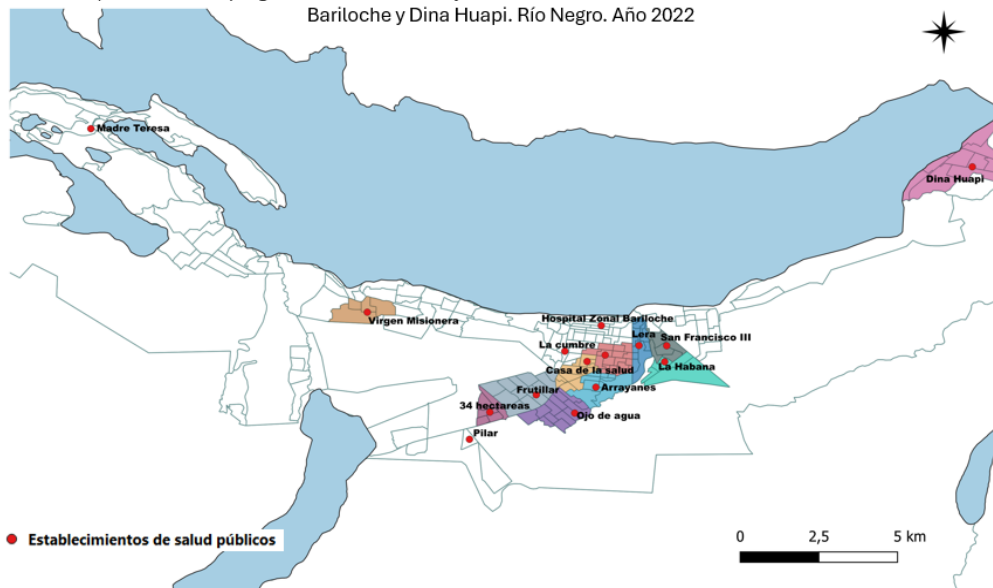 Bariloche y Dina Huapi. Río Negro. Año 2022
Madre Teresa
Dina Huapi
Virgen Misionera
Hospital Zonal Bariloche
Lera
San Francisco III
La cumbre
Casa de la salud
La Habana
Frutillar
Arrayanes
34 hectareas
Ojo de agua
Pilar
Establecimientos de salud públicos
0 2,5 5 km